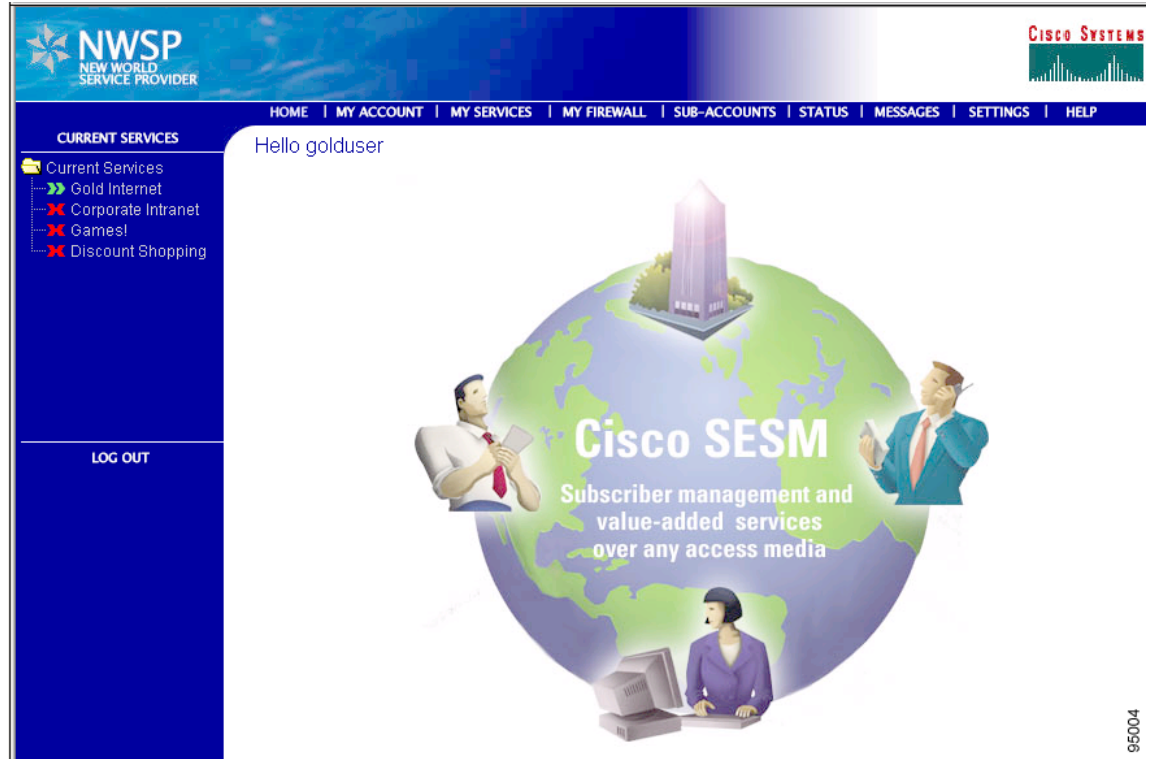 NWSP
NEW WORLD
SERVICE PROVIDER
CISCO SYSTEMS
HOME | MY ACCOUNT | MY SERVICES | MY FIREWALL | SUB-ACCOUNTS | STATUS | MESSAGES | SETTINGS | HELP
CURRENT SERVICES
Current Services
Gold Internet
Corporate Intranet
Games!
Discount Shopping
LOG OUT
Hello golduser
Cisco SESM
Subscriber management and
value-added services
over any access media
95004